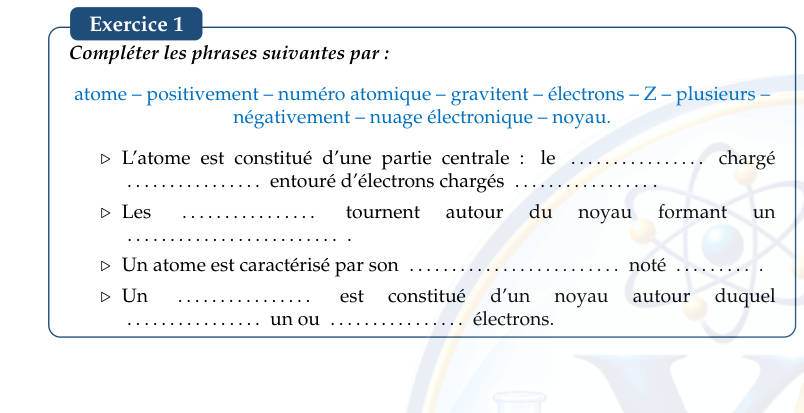 Exercice 1
Compléter les phrases suivantes par :
atome – positivement – numéro atomique – gravitent – électrons – Z – plusieurs –
négativement – nuage électronique – noyau.
▷ L'atome est constitué d'une partie centrale : le ................ chargé
................ entouré d'électrons chargés .................
▷ Les ................ tournent autour du noyau formant un
......................... .
▷ Un atome est caractérisé par son ......................... noté ......... .
▷ Un ................ est constitué d'un noyau autour duquel
................ un ou ................ électrons.